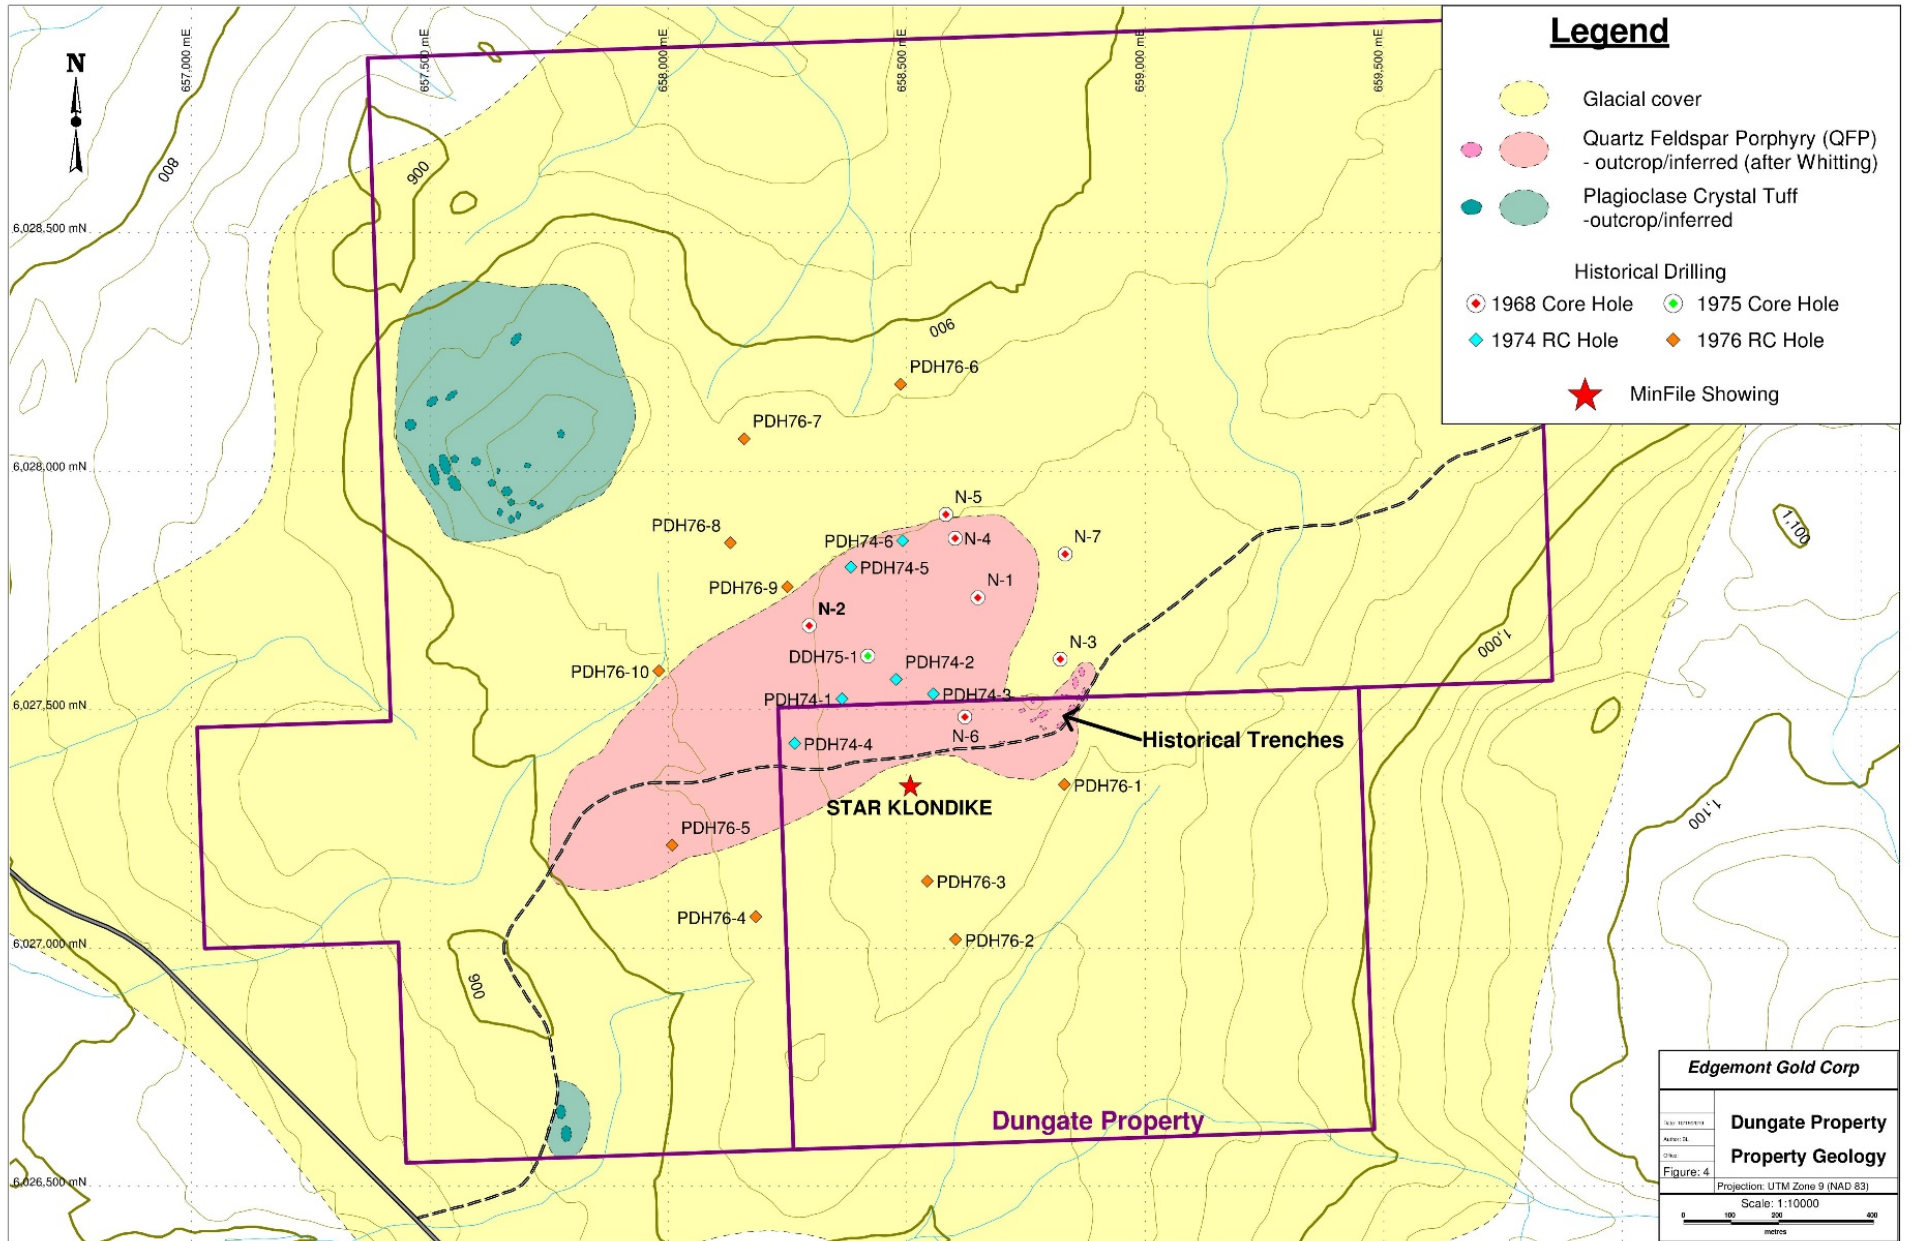 N
657,000 mE
657,500 mE
658,000 mE
658,500 mE
659,000 mE
659,500 mE
Legend
Glacial cover
Quartz Feldspar Porphyry (QFP)
- outcrop/inferred (after Whitting)
Plagioclase Crystal Tuff
-outcrop/inferred
Historical Drilling
1968 Core Hole
1975 Core Hole
1974 RC Hole
1976 RC Hole
MinFile Showing
800
900
6,028,500 mN
900
PDH76-6
PDH76-7
6,028,000 mN
N-5
PDH76-8
PDH74-6
N-4
N-7
1,100
PDH74-5
PDH76-9
N-1
N-2
N-3
1,000
DDH75-1
PDH74-2
PDH76-10
PDH74-1
PDH74-3
6,027,500 mN
N-6
PDH74-4
Historical Trenches
PDH76-1
STAR KLONDIKE
1,100
PDH76-5
PDH76-3
PDH76-4
PDH76-2
6,027,000 mN
900
Dungate Property
6,026,500 mN
Edgemont Gold Corp
Dungate Property
Author: SL
Office:
Property Geology
Figure: 4
Projection: UTM Zone 9 (NAD 83)
Scale: 1:10000
0 100 200 400
metres